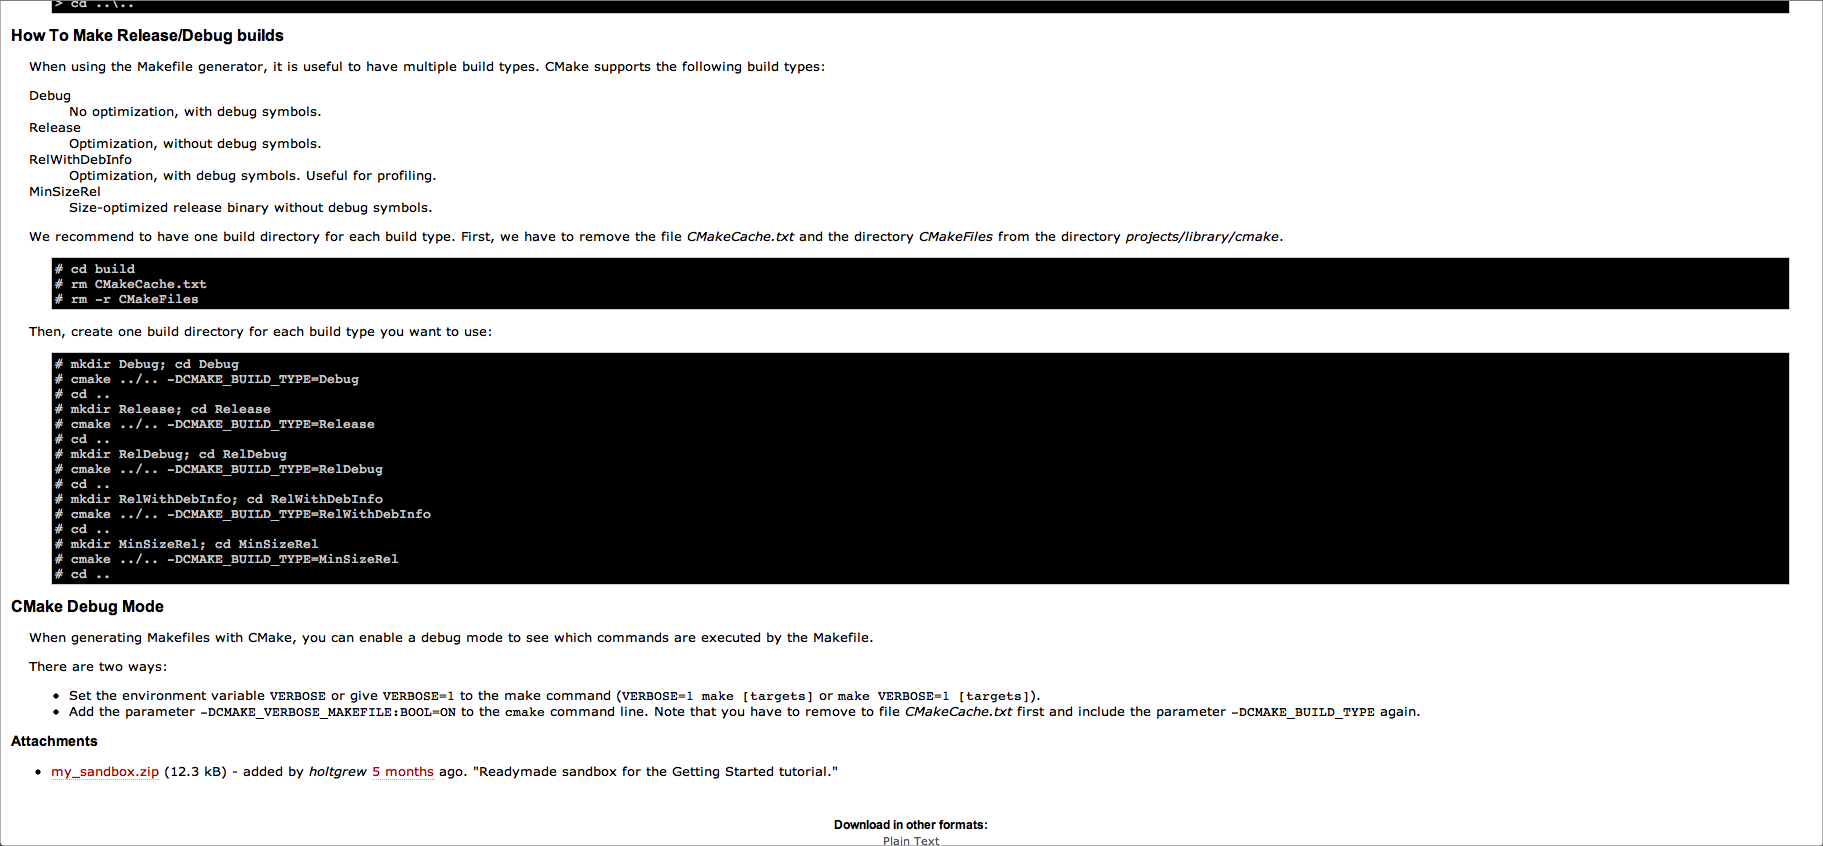 > cd ..\..
How To Make Release/Debug builds
When using the Makefile generator, it is useful to have multiple build types. CMake supports the following build types:
Debug
No optimization, with debug symbols.
Release
Optimization, without debug symbols.
RelWithDebInfo
Optimization, with debug symbols. Useful for profiling.
MinSizeRel
Size-optimized release binary without debug symbols.
We recommend to have one build directory for each build type. First, we have to remove the file CMakeCache.txt and the directory CMakeFiles from the directory projects/library/cmake.
# cd build
# rm CMakeCache.txt
# rm -r CMakeFiles
Then, create one build directory for each build type you want to use:
# mkdir Debug; cd Debug
# cmake ../.. -DCMAKE_BUILD_TYPE=Debug
# cd ..
# mkdir Release; cd Release
# cmake ../.. -DCMAKE_BUILD_TYPE=Release
# cd ..
# mkdir RelDebug; cd RelDebug
# cmake ../.. -DCMAKE_BUILD_TYPE=RelDebug
# cd ..
# mkdir RelWithDebInfo; cd RelWithDebInfo
# cmake ../.. -DCMAKE_BUILD_TYPE=RelWithDebInfo
# cd ..
# mkdir MinSizeRel; cd MinSizeRel
# cmake ../.. -DCMAKE_BUILD_TYPE=MinSizeRel
# cd ..
CMake Debug Mode
When generating Makefiles with CMake, you can enable a debug mode to see which commands are executed by the Makefile.
There are two ways:
• Set the environment variable VERBOSE or give VERBOSE=1 to the make command (VERBOSE=1 make [targets] or make VERBOSE=1 [targets]).
• Add the parameter -DCMAKE_VERBOSE_MAKEFILE:BOOL=ON to the cmake command line. Note that you have to remove to file CMakeCache.txt first and include the parameter -DCMAKE_BUILD_TYPE again.
Attachments
• my_sandbox.zip (12.3 kB) - added by holtgrew 5 months ago. "Readymade sandbox for the Getting Started tutorial."
Download in other formats:
Plain Text